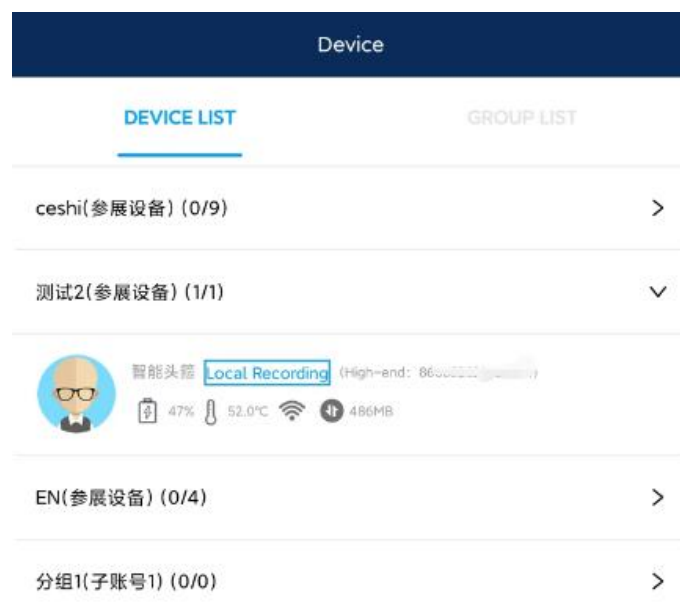 Device
DEVICE LIST GROUP LIST
ceshi(参展设备) (0/9)
测试2(参展设备) (1/1)
智能头箍 Local Recording (High-end:
47% 52.0℃ 486MB
EN(参展设备) (0/4)
分组1(子账号1) (0/0)